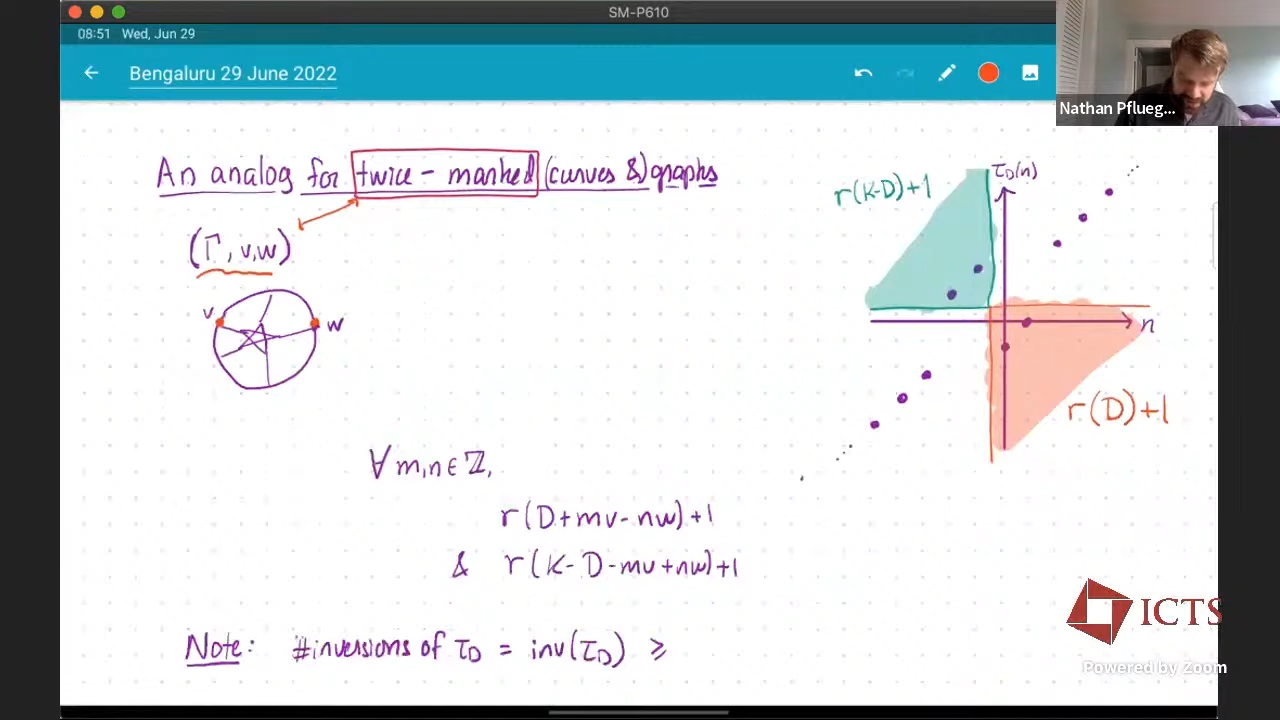 SM-P610
08:51 Wed, Jun 29
Bengaluru 29 June 2022
Nathan Pflueg...
An analog for twice-marked (curves &) graphs
(Γ, v,w)
v
w
r(K-D)+1
τ_D(n)
n
r(D)+1
∀ m,n ∈ ℤ,
r(D+mv-nw)+1
& r(K-D-mv+nw)+1
Note: #inversions of τ_D = inv(τ_D) ≥
ICTS
Powered by Zoom